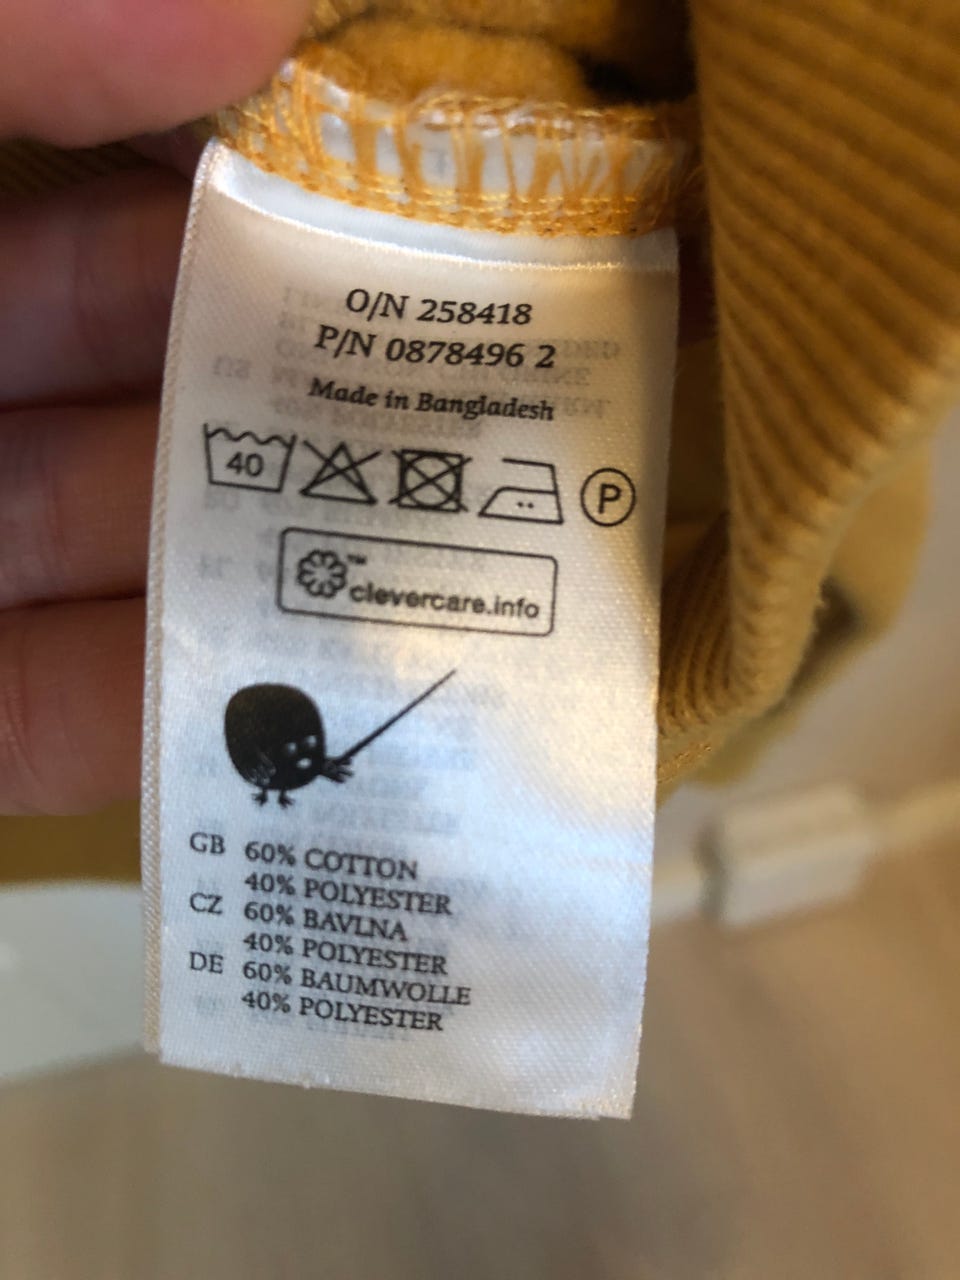 O/N 258418
P/N 0878496 2
Made in Bangladesh
40 P
™
clevercare.info
GB 60% COTTON
40% POLYESTER
CZ 60% BAVLNA
40% POLYESTER
DE 60% BAUMWOLLE
40% POLYESTER